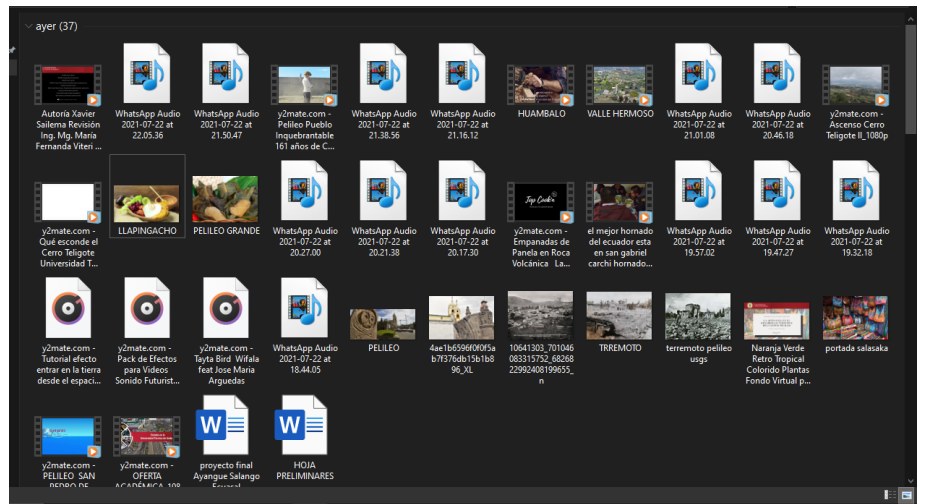 ayer (37)
Autoría Xavier
Sailema Revisión
Ing. Mg. María
Fernanda Viteri ...
WhatsApp Audio
2021-07-22 at
22.05.36
WhatsApp Audio
2021-07-22 at
21.50.47
y2mate.com -
Pelileo Pueblo
Inquebrantable
161 años de C...
WhatsApp Audio
2021-07-22 at
21.38.56
WhatsApp Audio
2021-07-22 at
21.16.12
HUAMBALO
VALLE HERMOSO
WhatsApp Audio
2021-07-22 at
21.01.08
WhatsApp Audio
2021-07-22 at
20.46.18
y2mate.com -
Ascenso Cerro
Teligote II_1080p
y2mate.com -
Qué esconde el
Cerro Teligote
Universidad T...
LLAPINGACHO
PELILEO GRANDE
WhatsApp Audio
2021-07-22 at
20.27.00
WhatsApp Audio
2021-07-22 at
20.21.38
WhatsApp Audio
2021-07-22 at
20.17.30
Top Cook'n
y2mate.com -
Empanadas de
Panela en Roca
Volcánica La...
el mejor hornado
del ecuador esta
en san gabriel
carchi hornado...
WhatsApp Audio
2021-07-22 at
19.57.02
WhatsApp Audio
2021-07-22 at
19.47.27
WhatsApp Audio
2021-07-22 at
19.32.18
y2mate.com -
Tutorial efecto
entrar en la tierra
desde el espaci...
y2mate.com -
Pack de Efectos
para Videos
Sonido Futurist...
y2mate.com -
Tayta Bird Wifala
feat Jose Maria
Arguedas
WhatsApp Audio
2021-07-22 at
18.44.05
PELILEO
4ae1b6596f0f0f5a
b7f376db15b1b8
96_XL
10641303_701046
083315752_68268
22992408199655_
n
TRREMOTO
terremoto pelileo
usgs
Naranja Verde
Retro Tropical
Colorido Plantas
Fondo Virtual p...
portada salasaka
y2mate.com -
PELILEO SAN
PEDRO DE
y2mate.com -
OFERTA
ACADÉMICA 108
W
proyecto final
Ayangue Salango
W
HOJA
PRELIMINARES